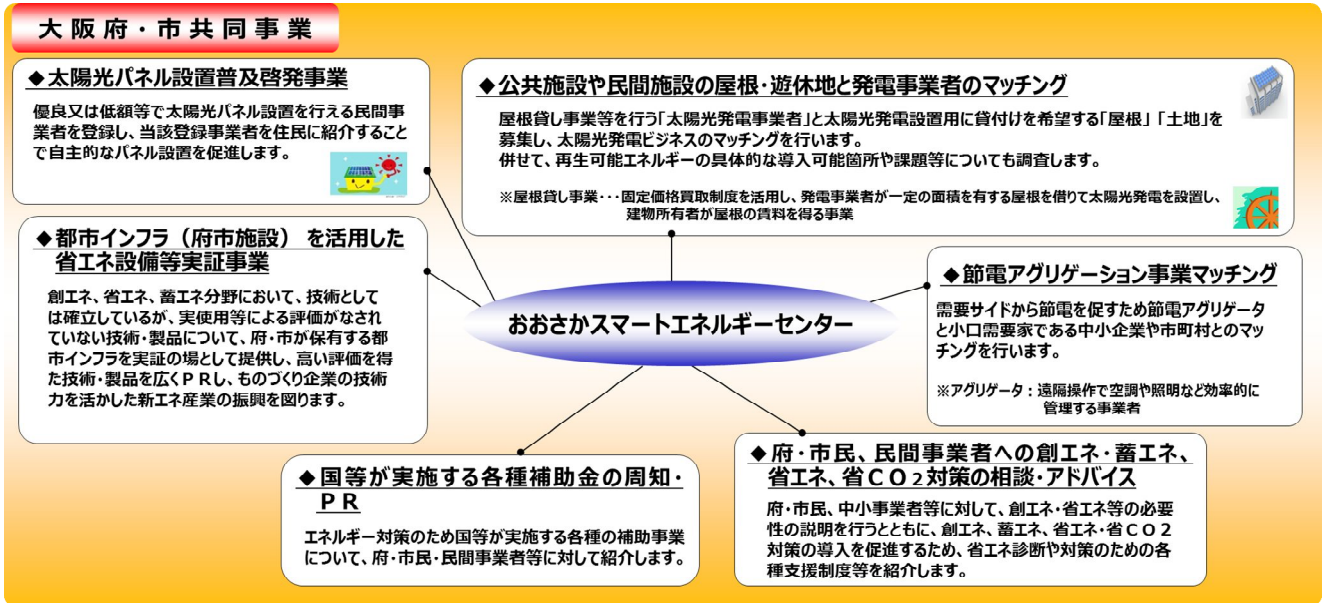 大阪府・市共同事業
◆太陽光パネル設置普及啓発事業
優良又は低額等で太陽光パネル設置を行える民間事
業者を登録し、当該登録事業者を住民に紹介すること
で自主的なパネル設置を促進します。
◆公共施設や民間施設の屋根・遊休地と発電事業者のマッチング
屋根貸し事業等を行う「太陽光発電事業者」と太陽光発電設置用に貸付けを希望する「屋根」「土地」を
募集し、太陽光発電ビジネスのマッチングを行います。
併せて、再生可能エネルギーの具体的な導入可能箇所や課題等についても調査します。
※屋根貸し事業・・・固定価格買取制度を活用し、発電事業者が一定の面積を有する屋根を借りて太陽光発電を設置し、
建物所有者が屋根の賃料を得る事業
◆都市インフラ（府市施設）を活用した
省エネ設備等実証事業
創エネ、省エネ、蓄エネ分野において、技術として
は確立しているが、実使用等による評価がなされ
ていない技術・製品について、府・市が保有する都
市インフラを実証の場として提供し、高い評価を得
た技術・製品を広くＰＲし、ものづくり企業の技術
力を活かした新エネ産業の振興を図ります。
おおさかスマートエネルギーセンター
◆節電アグリゲーション事業マッチング
需要サイドから節電を促すため節電アグリゲータ
と小口需要家である中小企業や市町村とのマッ
チングを行います。
※アグリゲータ：遠隔操作で空調や照明など効率的に
管理する事業者
◆国等が実施する各種補助金の周知・
ＰＲ
エネルギー対策のため国等が実施する各種の補助事業
について、府・市民・民間事業者等に対して紹介します。
◆府・市民、民間事業者への創エネ・蓄エネ、
省エネ、省ＣＯ２対策の相談・アドバイス
府・市民、中小事業者等に対して、創エネ・省エネ等の必要
性の説明を行うとともに、創エネ、蓄エネ、省エネ・省ＣＯ２
対策の導入を促進するため、省エネ診断や対策のための各
種支援制度等を紹介します。